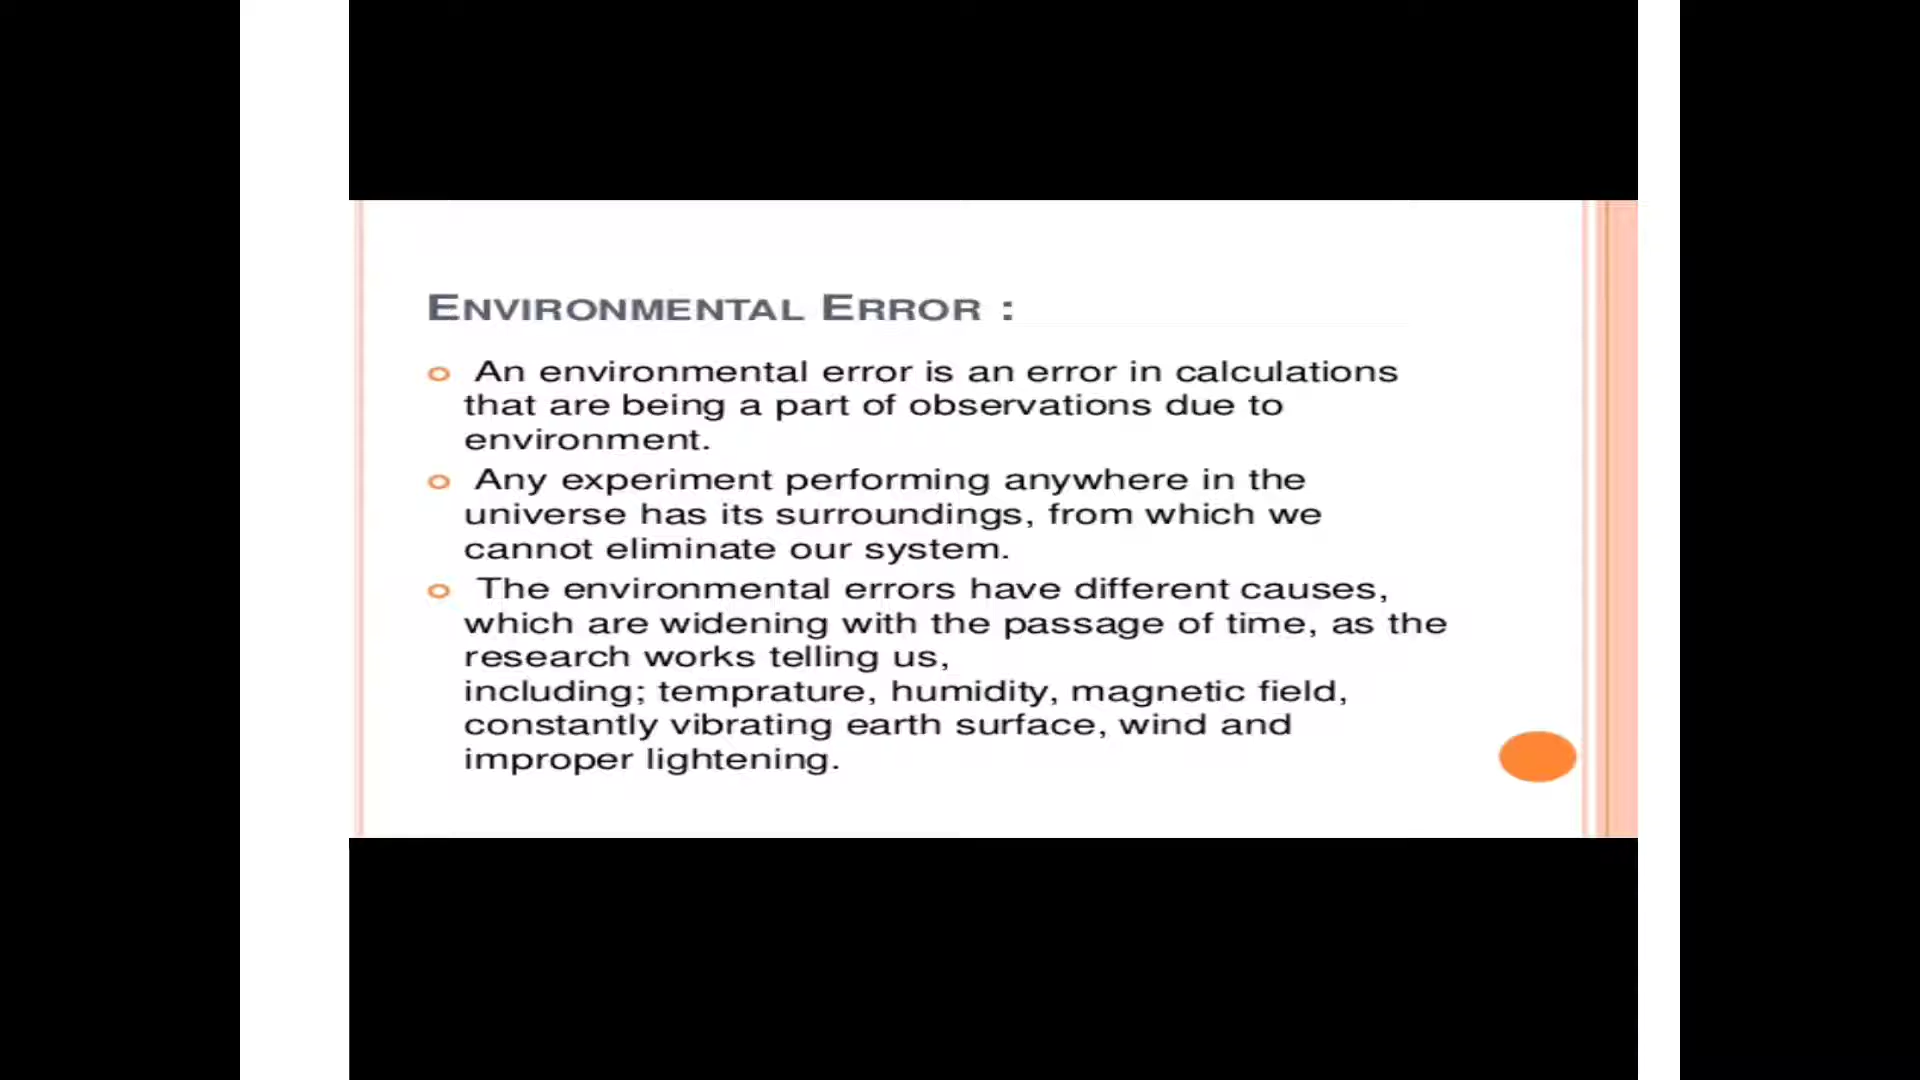 ENVIRONMENTAL ERROR :
An environmental error is an error in calculations
that are being a part of observations due to
environment.
Any experiment performing anywhere in the
universe has its surroundings, from which we
cannot eliminate our system.
The environmental errors have different causes,
which are widening with the passage of time, as the
research works telling us,
including; temprature, humidity, magnetic field,
constantly vibrating earth surface, wind and
improper lightening.